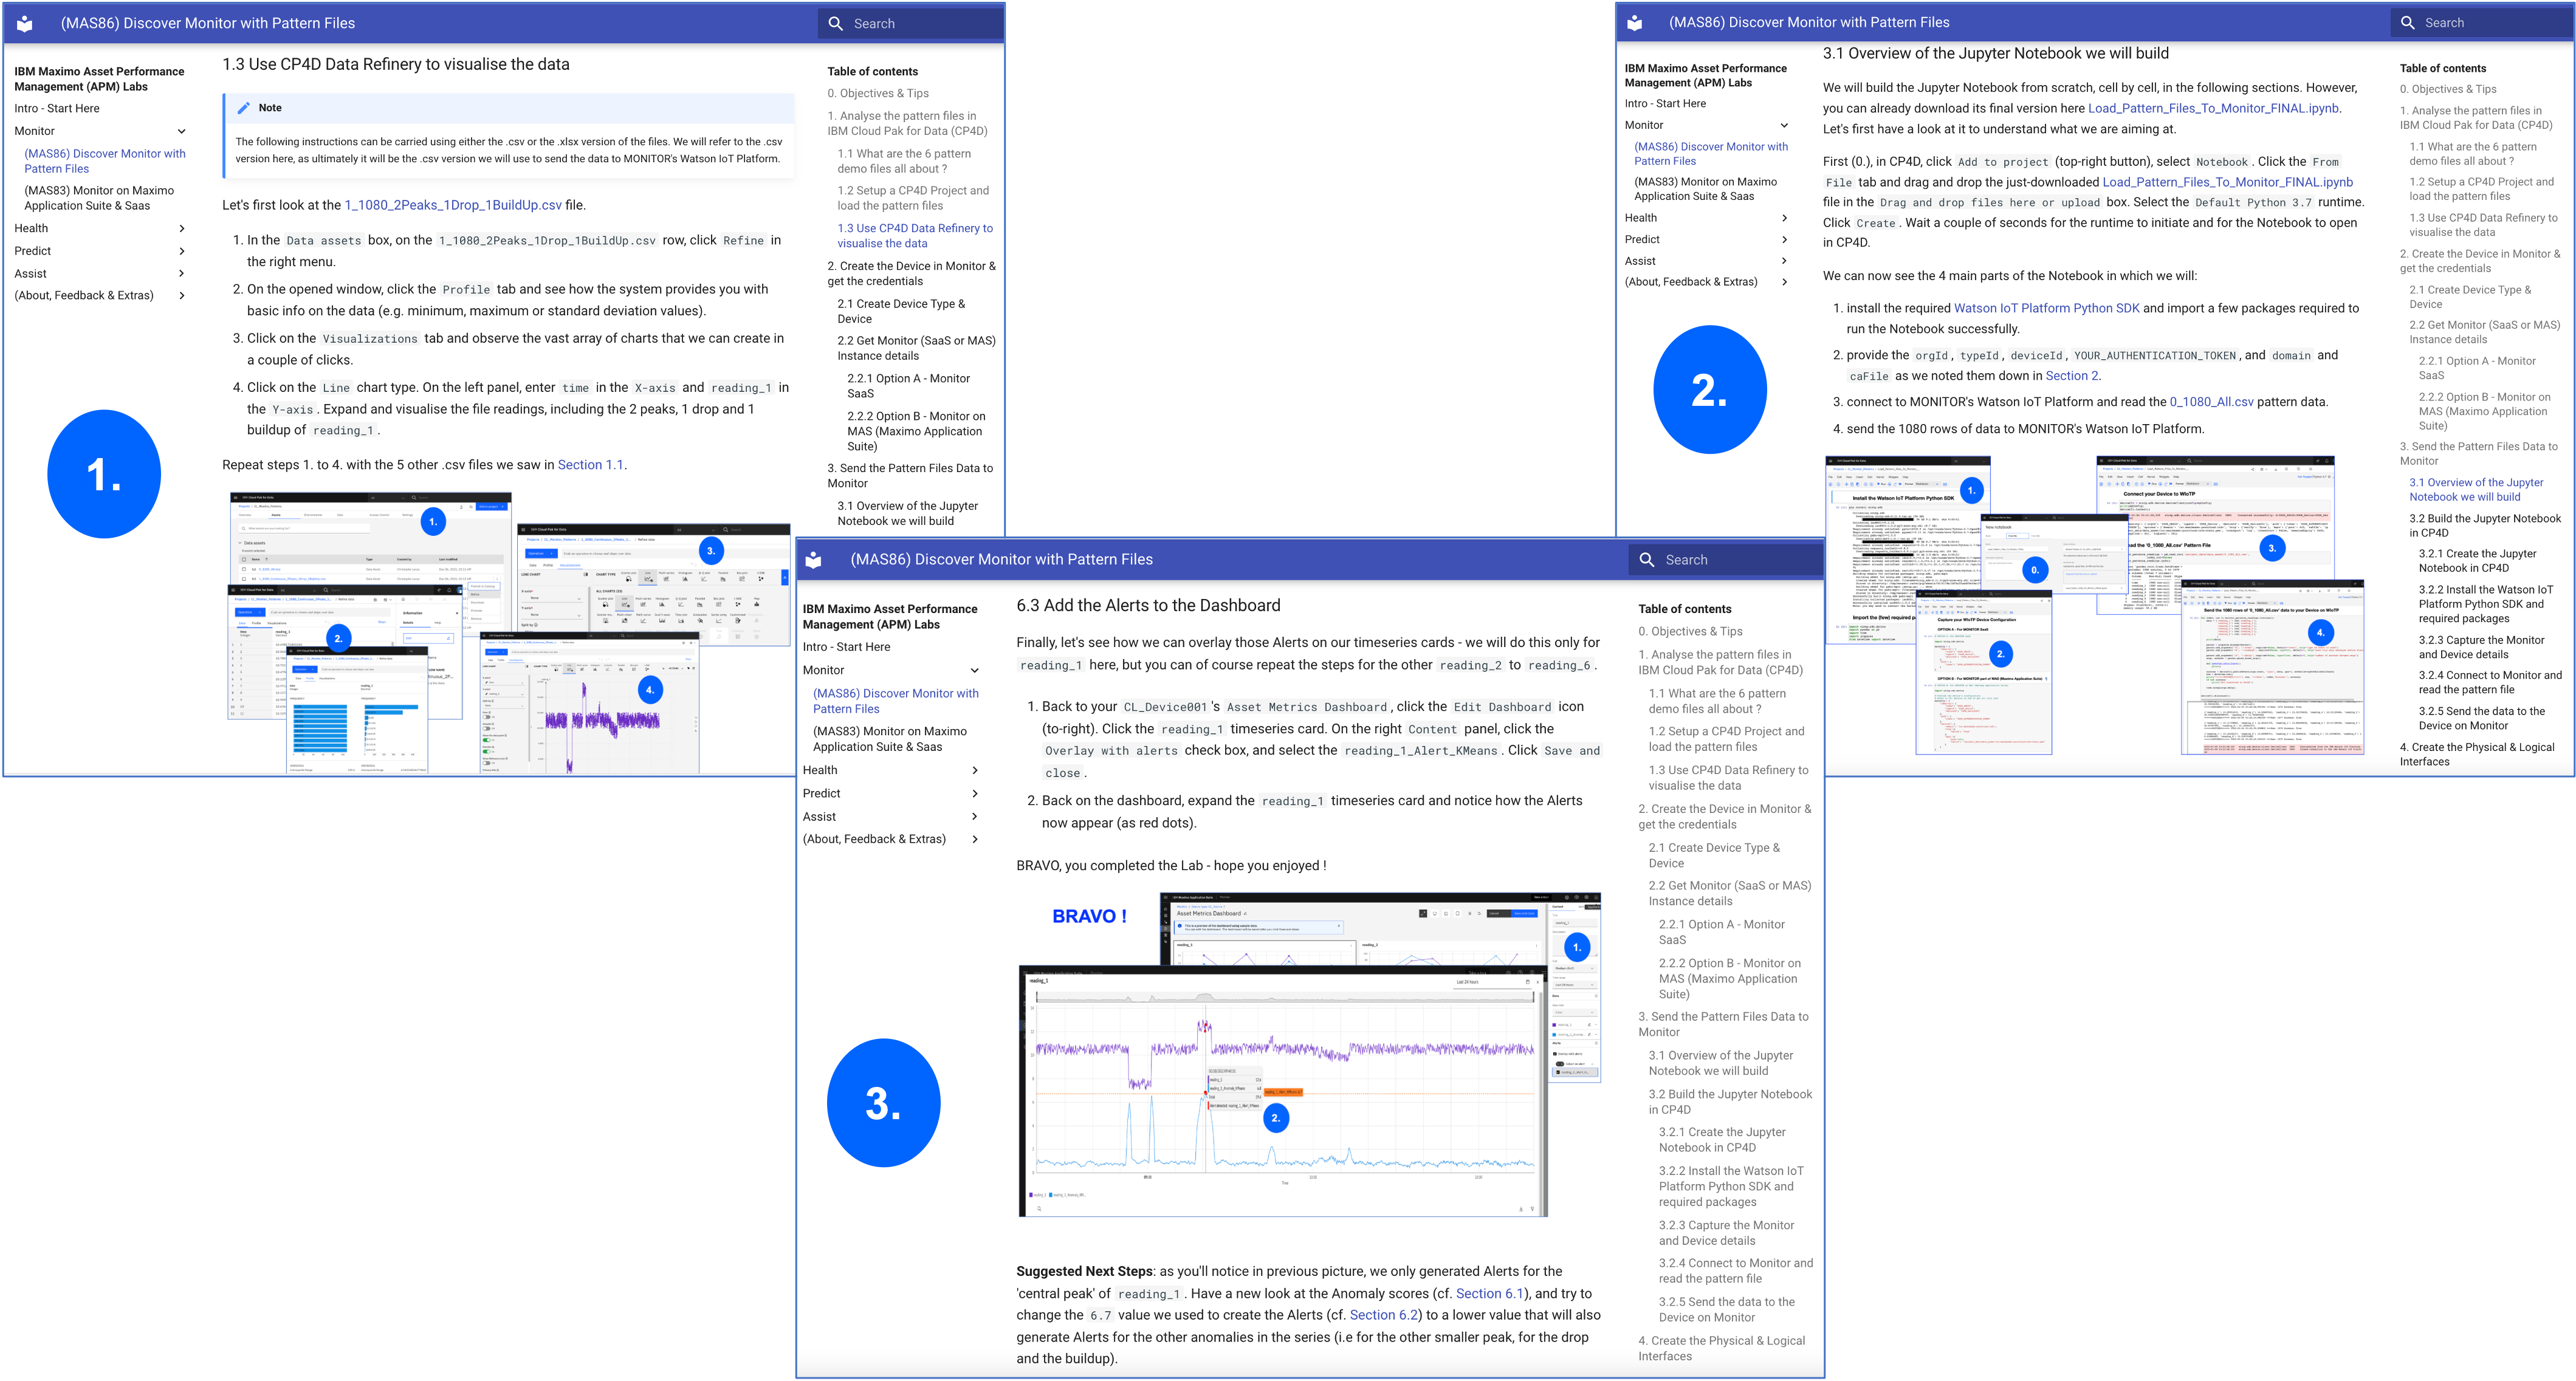 (MAS86) Discover Monitor with Pattern Files
Search
IBM Maximo Asset Performance
Management (APM) Labs
Intro - Start Here
Monitor
(MAS86) Discover Monitor with
Pattern Files
(MAS83) Monitor on Maximo
Application Suite & Saas
Health
Predict
Assist
(About, Feedback & Extras)
1.
1.3 Use CP4D Data Refinery to visualise the data
Note
The following instructions can be carried using either the .csv or the .xlsx version of the files. We will refer to the .csv
version here, as ultimately it will be the .csv version we will use to send the data to MONITOR's Watson IoT Platform.
Let's first look at the 1_1080_2Peaks_1Drop_1BuildUp.csv file.
1. In the Data assets box, on the 1_1080_2Peaks_1Drop_1BuildUp.csv row, click Refine in
the right menu.
2. On the opened window, click the Profile tab and see how the system provides you with
basic info on the data (e.g. minimum, maximum or standard deviation values).
3. Click on the Visualizations tab and observe the vast array of charts that we can create in
a couple of clicks.
4. Click on the Line chart type. On the left panel, enter time in the X-axis and reading_1 in
the Y-axis. Expand and visualise the file readings, including the 2 peaks, 1 drop and 1
buildup of reading_1.
Repeat steps 1. to 4. with the 5 other .csv files we saw in Section 1.1.
1.
2.
3.
4.
Table of contents
0. Objectives & Tips
1. Analyse the pattern files in
IBM Cloud Pak for Data (CP4D)
1.1 What are the 6 pattern
demo files all about ?
1.2 Setup a CP4D Project and
load the pattern files
1.3 Use CP4D Data Refinery to
visualise the data
2. Create the Device in Monitor &
get the credentials
2.1 Create Device Type &
Device
2.2 Get Monitor (SaaS or MAS)
Instance details
2.2.1 Option A - Monitor
SaaS
2.2.2 Option B - Monitor on
MAS (Maximo Application
Suite)
3. Send the Pattern Files Data to
Monitor
3.1 Overview of the Jupyter
Notebook we will build
(MAS86) Discover Monitor with Pattern Files
Search
IBM Maximo Asset Performance
Management (APM) Labs
Intro - Start Here
Monitor
(MAS86) Discover Monitor with
Pattern Files
(MAS83) Monitor on Maximo
Application Suite & Saas
Health
Predict
Assist
(About, Feedback & Extras)
2.
3.1 Overview of the Jupyter Notebook we will build
We will build the Jupyter Notebook from scratch, cell by cell, in the following sections. However,
you can already download its final version here Load_Pattern_Files_To_Monitor_FINAL.ipynb.
Let's first have a look at it to understand what we are aiming at.
First (0.), in CP4D, click Add to project (top-right button), select Notebook. Click the From
File tab and drag and drop the just-downloaded Load_Pattern_Files_To_Monitor_FINAL.ipynb
file in the Drag and drop files here or upload box. Select the Default Python 3.7 runtime.
Click Create. Wait a couple of seconds for the runtime to initiate and for the Notebook to open
in CP4D.
We can now see the 4 main parts of the Notebook in which we will:
1. install the required Watson IoT Platform Python SDK and import a few packages required to
run the Notebook successfully.
2. provide the orgId, typeId, deviceId, YOUR_AUTHENTICATION_TOKEN, and domain and
caFile as we noted them down in Section 2.
3. connect to MONITOR's Watson IoT Platform and read the 0_1080_All.csv pattern data.
4. send the 1080 rows of data to MONITOR's Watson IoT Platform.
Install the Watson IoT Platform Python SDK
1.
Connect your Device to WIoTP
0.
3.
Capture your WIoTP Device Configuration
2.
4.
Table of contents
0. Objectives & Tips
1. Analyse the pattern files in
IBM Cloud Pak for Data (CP4D)
1.1 What are the 6 pattern
demo files all about ?
1.2 Setup a CP4D Project and
load the pattern files
1.3 Use CP4D Data Refinery to
visualise the data
2. Create the Device in Monitor &
get the credentials
2.1 Create Device Type &
Device
2.2 Get Monitor (SaaS or MAS)
Instance details
2.2.1 Option A - Monitor
SaaS
2.2.2 Option B - Monitor on
MAS (Maximo Application
Suite)
3. Send the Pattern Files Data to
Monitor
3.1 Overview of the Jupyter
Notebook we will build
3.2 Build the Jupyter Notebook
in CP4D
3.2.1 Create the Jupyter
Notebook in CP4D
3.2.2 Install the Watson IoT
Platform Python SDK and
required packages
3.2.3 Capture the Monitor
and Device details
3.2.4 Connect to Monitor and
read the pattern file
3.2.5 Send the data to the
Device on Monitor
4. Create the Physical & Logical
Interfaces
(MAS86) Discover Monitor with Pattern Files
Search
IBM Maximo Asset Performance
Management (APM) Labs
Intro - Start Here
Monitor
(MAS86) Discover Monitor with
Pattern Files
(MAS83) Monitor on Maximo
Application Suite & Saas
Health
Predict
Assist
(About, Feedback & Extras)
3.
6.3 Add the Alerts to the Dashboard
Finally, let's see how we can overlay those Alerts on our timeseries cards - we will do this only for
reading_1 here, but you can of course repeat the steps for the other reading_2 to reading_6.
1. Back to your CL_Device001's Asset Metrics Dashboard, click the Edit Dashboard icon
(to-right). Click the reading_1 timeseries card. On the right Content panel, click the
Overlay with alerts check box, and select the reading_1_Alert_KMeans. Click Save and
close.
2. Back on the dashboard, expand the reading_1 timeseries card and notice how the Alerts
now appear (as red dots).
BRAVO, you completed the Lab - hope you enjoyed !
BRAVO !
Asset Metrics Dashboard
1.
reading_1
Last 24 hours
2.
Suggested Next Steps: as you'll notice in previous picture, we only generated Alerts for the
'central peak' of reading_1. Have a new look at the Anomaly scores (cf. Section 6.1), and try to
change the 6.7 value we used to create the Alerts (cf. Section 6.2) to a lower value that will also
generate Alerts for the other anomalies in the series (i.e for the other smaller peak, for the drop
and the buildup).
Table of contents
0. Objectives & Tips
1. Analyse the pattern files in
IBM Cloud Pak for Data (CP4D)
1.1 What are the 6 pattern
demo files all about ?
1.2 Setup a CP4D Project and
load the pattern files
1.3 Use CP4D Data Refinery to
visualise the data
2. Create the Device in Monitor &
get the credentials
2.1 Create Device Type &
Device
2.2 Get Monitor (SaaS or MAS)
Instance details
2.2.1 Option A - Monitor
SaaS
2.2.2 Option B - Monitor on
MAS (Maximo Application
Suite)
3. Send the Pattern Files Data to
Monitor
3.1 Overview of the Jupyter
Notebook we will build
3.2 Build the Jupyter Notebook
in CP4D
3.2.1 Create the Jupyter
Notebook in CP4D
3.2.2 Install the Watson IoT
Platform Python SDK and
required packages
3.2.3 Capture the Monitor
and Device details
3.2.4 Connect to Monitor and
read the pattern file
3.2.5 Send the data to the
Device on Monitor
4. Create the Physical & Logical
Interfaces